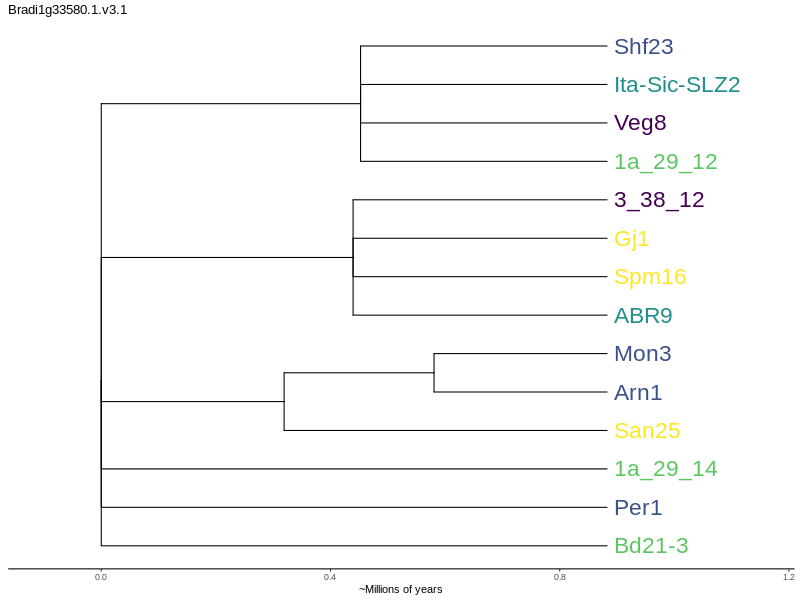 Bradi1g33580.1.v3.1
Shf23
Ita-Sic-SLZ2
Veg8
1a_29_12
3_38_12
Gj1
Spm16
ABR9
Mon3
Arn1
San25
1a_29_14
Per1
Bd21-3
0.0 0.4 0.8 1.2
~Millions of years